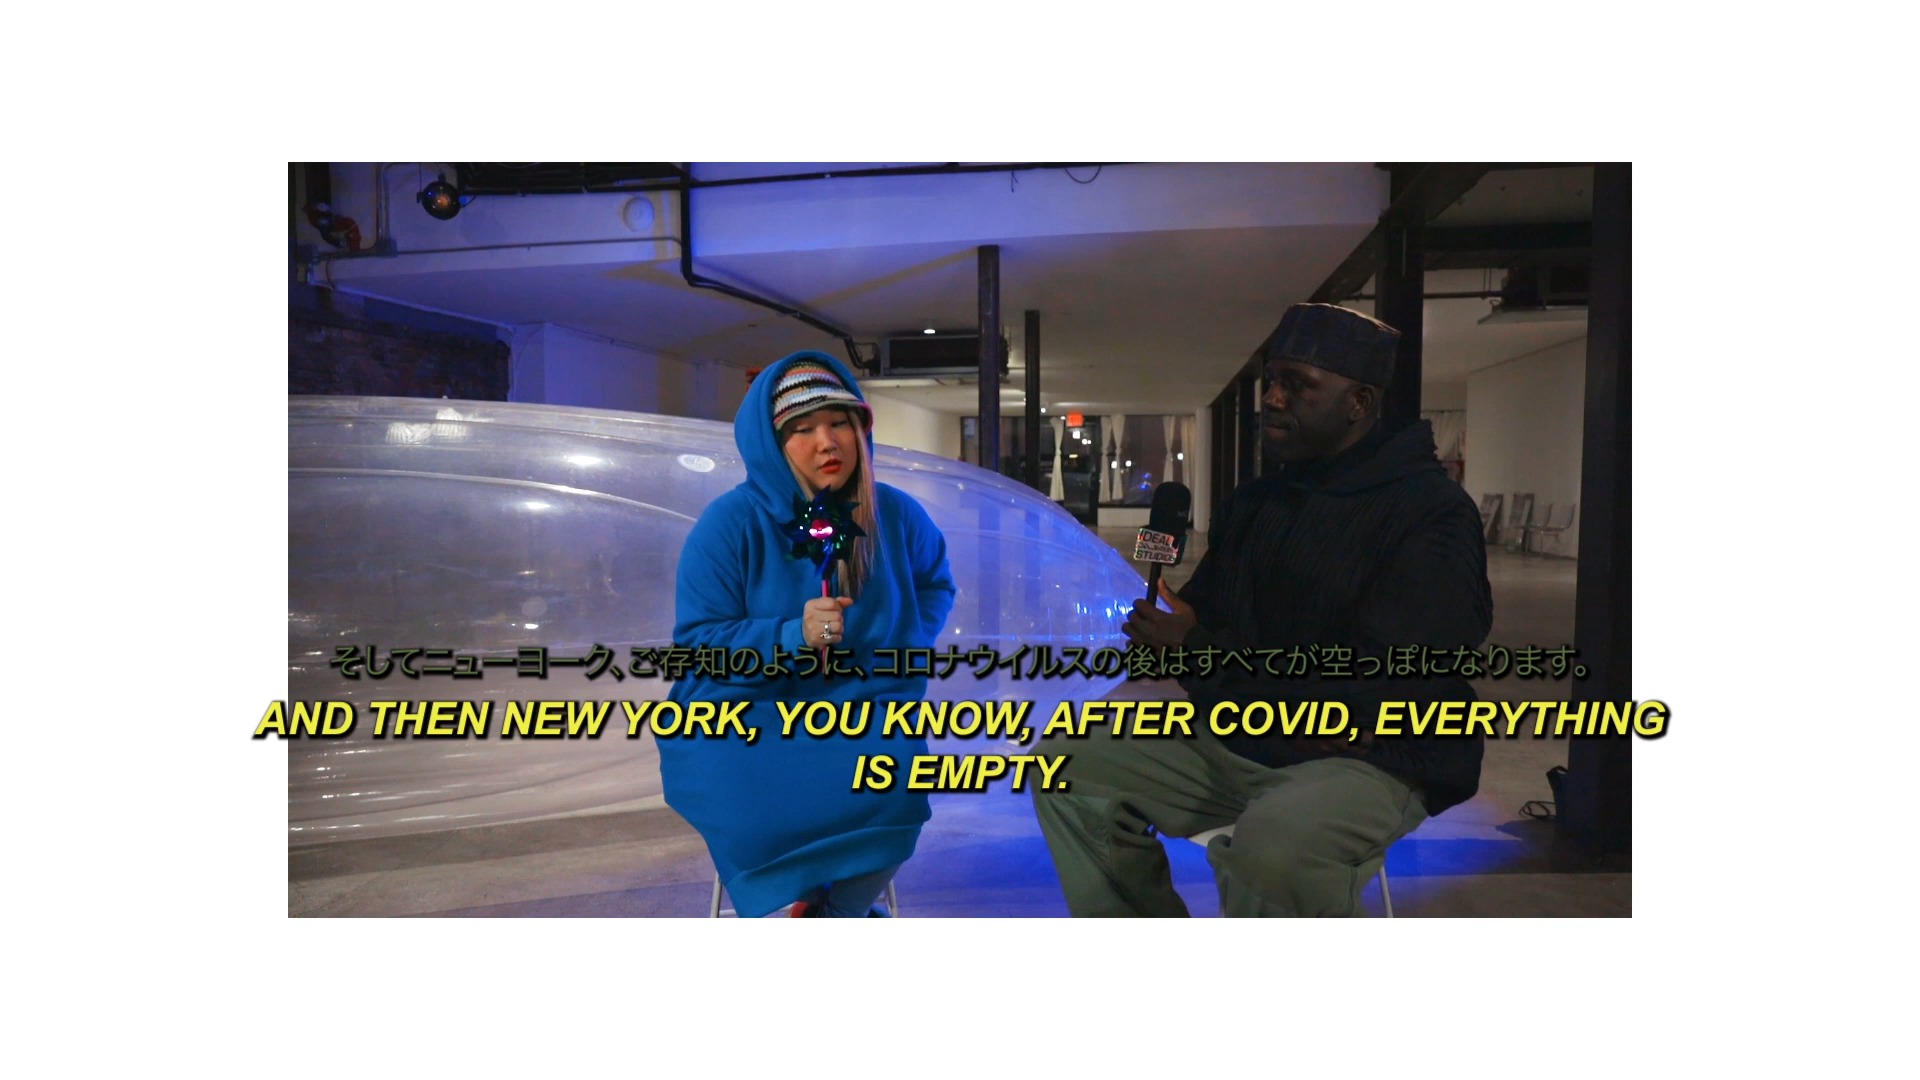 IDEAL
STUDIOS
そしてニューヨーク、ご存知のように、コロナウイルスの後はすべてが空っぽになります。
AND THEN NEW YORK, YOU KNOW, AFTER COVID, EVERYTHING
IS EMPTY.